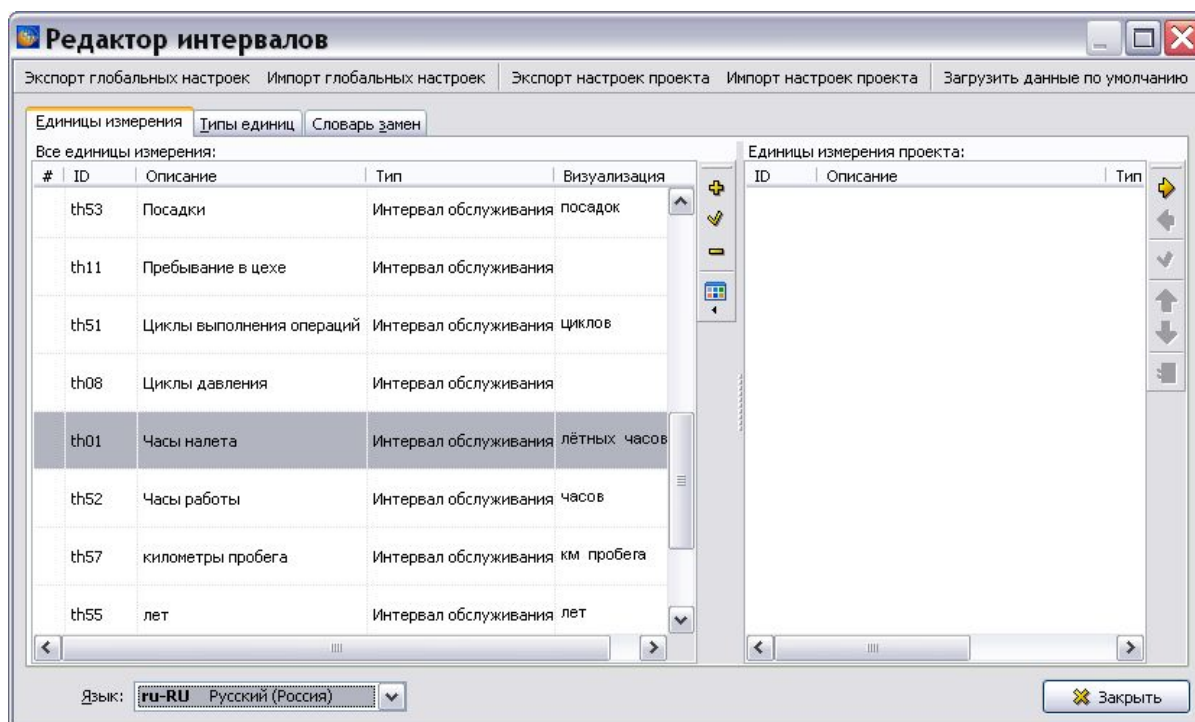 Редактор интервалов
Экспорт глобальных настроек Импорт глобальных настроек Экспорт настроек проекта Импорт настроек проекта Загрузить данные по умолчанию
Единицы измерения Типы единиц Словарь замен
Все единицы измерения: Единицы измерения проекта:
# ID Описание Тип Визуализация ID Описание Тип
th53 Посадки Интервал обслуживания посадок
th11 Пребывание в цехе Интервал обслуживания
th51 Циклы выполнения операций Интервал обслуживания циклов
th08 Циклы давления Интервал обслуживания
th01 Часы налета Интервал обслуживания лётных часов
th52 Часы работы Интервал обслуживания часов
th57 километры пробега Интервал обслуживания км пробега
th55 лет Интервал обслуживания лет
Язык: ru-RU Русский (Россия) Закрыть